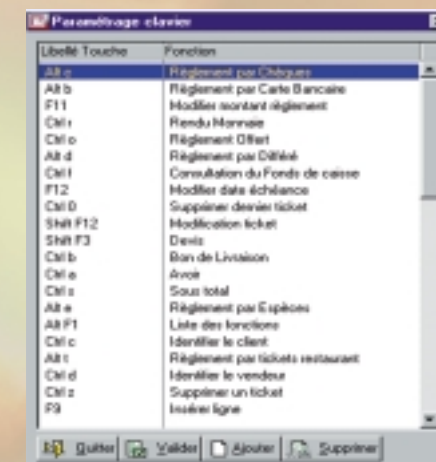 Paramétrage clavier
Libellé Touche Fonction
Alt c Règlement par Chèques
Alt b Règlement par Carte Bancaire
F11 Modifier montant règlement
Ctrl r Rendu Monnaie
Ctrl o Règlement Offert
Alt d Règlement par Différé
Ctrl f Consultation du Fonds de caisse
F12 Modifier date échéance
Ctrl D Supprimer dernier ticket
Shift F12 Modification ticket
Shift F3 Devis
Ctrl b Bon de Livraison
Ctrl a Avoir
Ctrl s Sous total
Alt e Règlement par Espèces
Alt F1 Liste des fonctions
Ctrl c Identifier le client
Alt t Règlement par tickets restaurant
Ctrl d Identifier le vendeur
Ctrl z Supprimer un ticket
F9 Insérer ligne
Quitter Valider Ajouter Supprimer